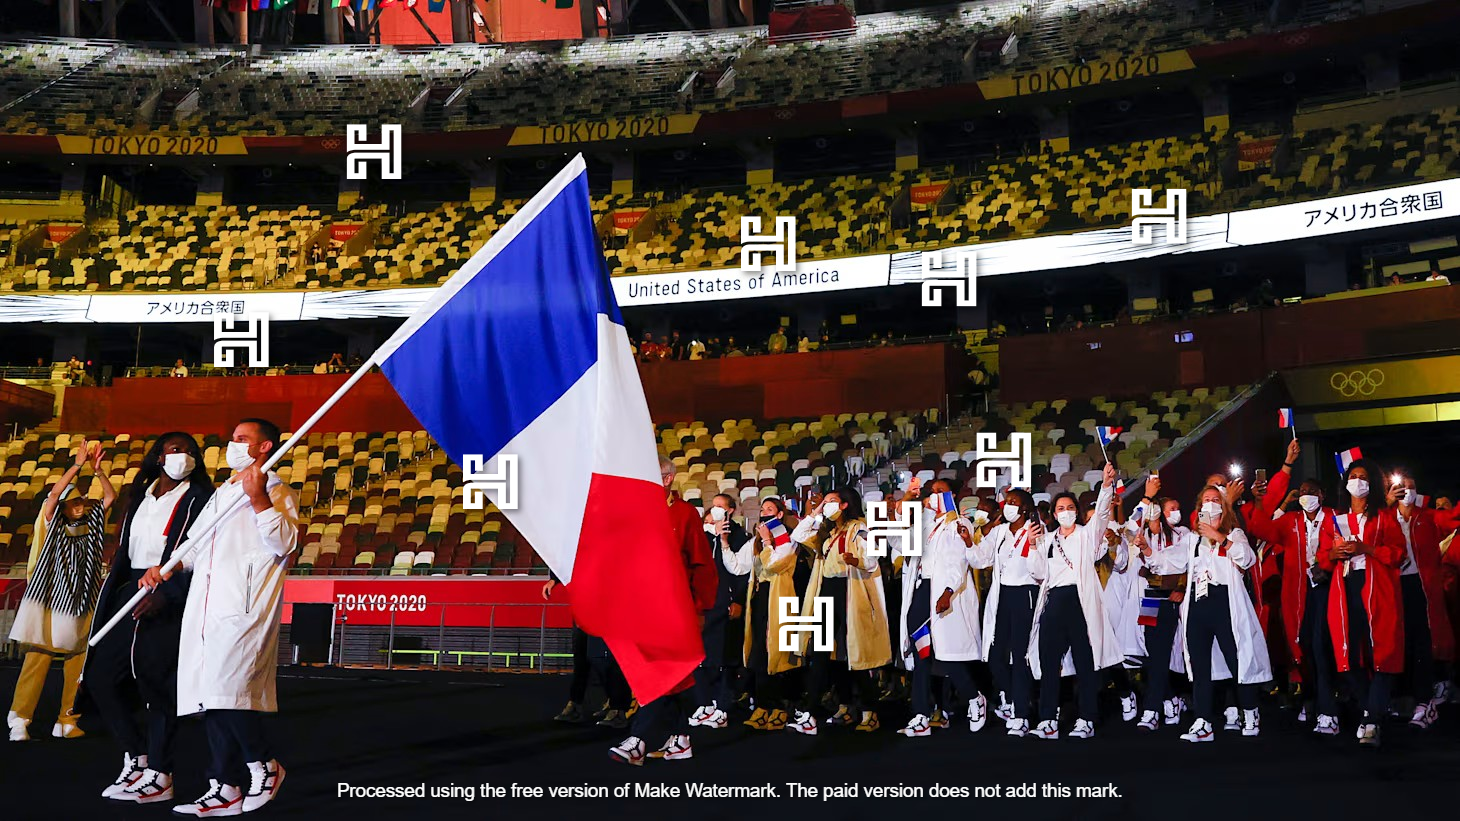 TOKYO 2020
TOKYO 2020
TOKYO 2020
アメリカ合衆国
United States of America
アメリカ合衆国
TOKYO 2020
Processed using the free version of Make Watermark. The paid version does not add this mark.